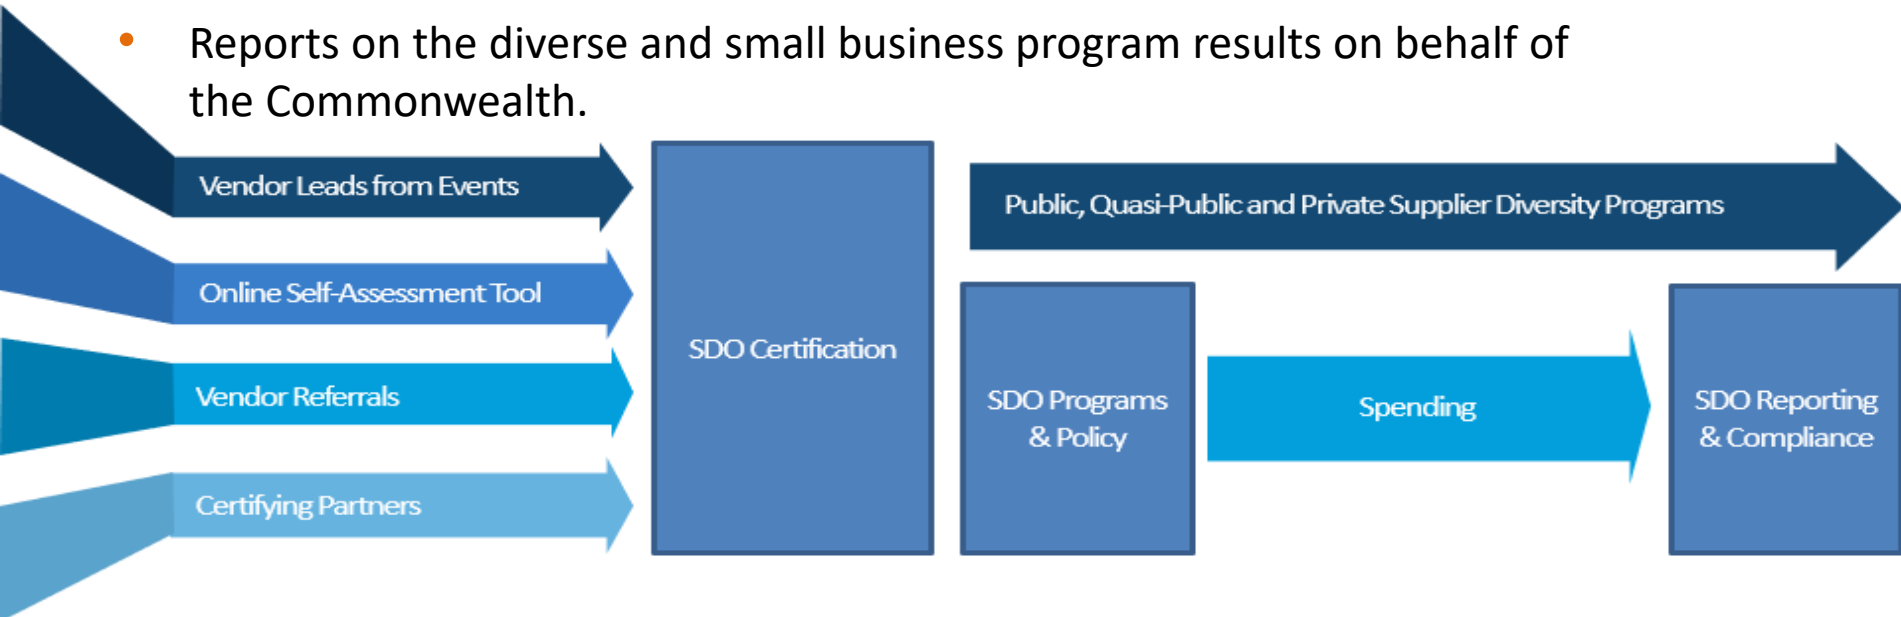 • Reports on the diverse and small business program results on behalf of
the Commonwealth.
Vendor Leads from Events
Online Self-Assessment Tool
Vendor Referrals
Certifying Partners
SDO Certification
Public, Quasi-Public and Private Supplier Diversity Programs
SDO Programs
& Policy
Spending
SDO Reporting
& Compliance